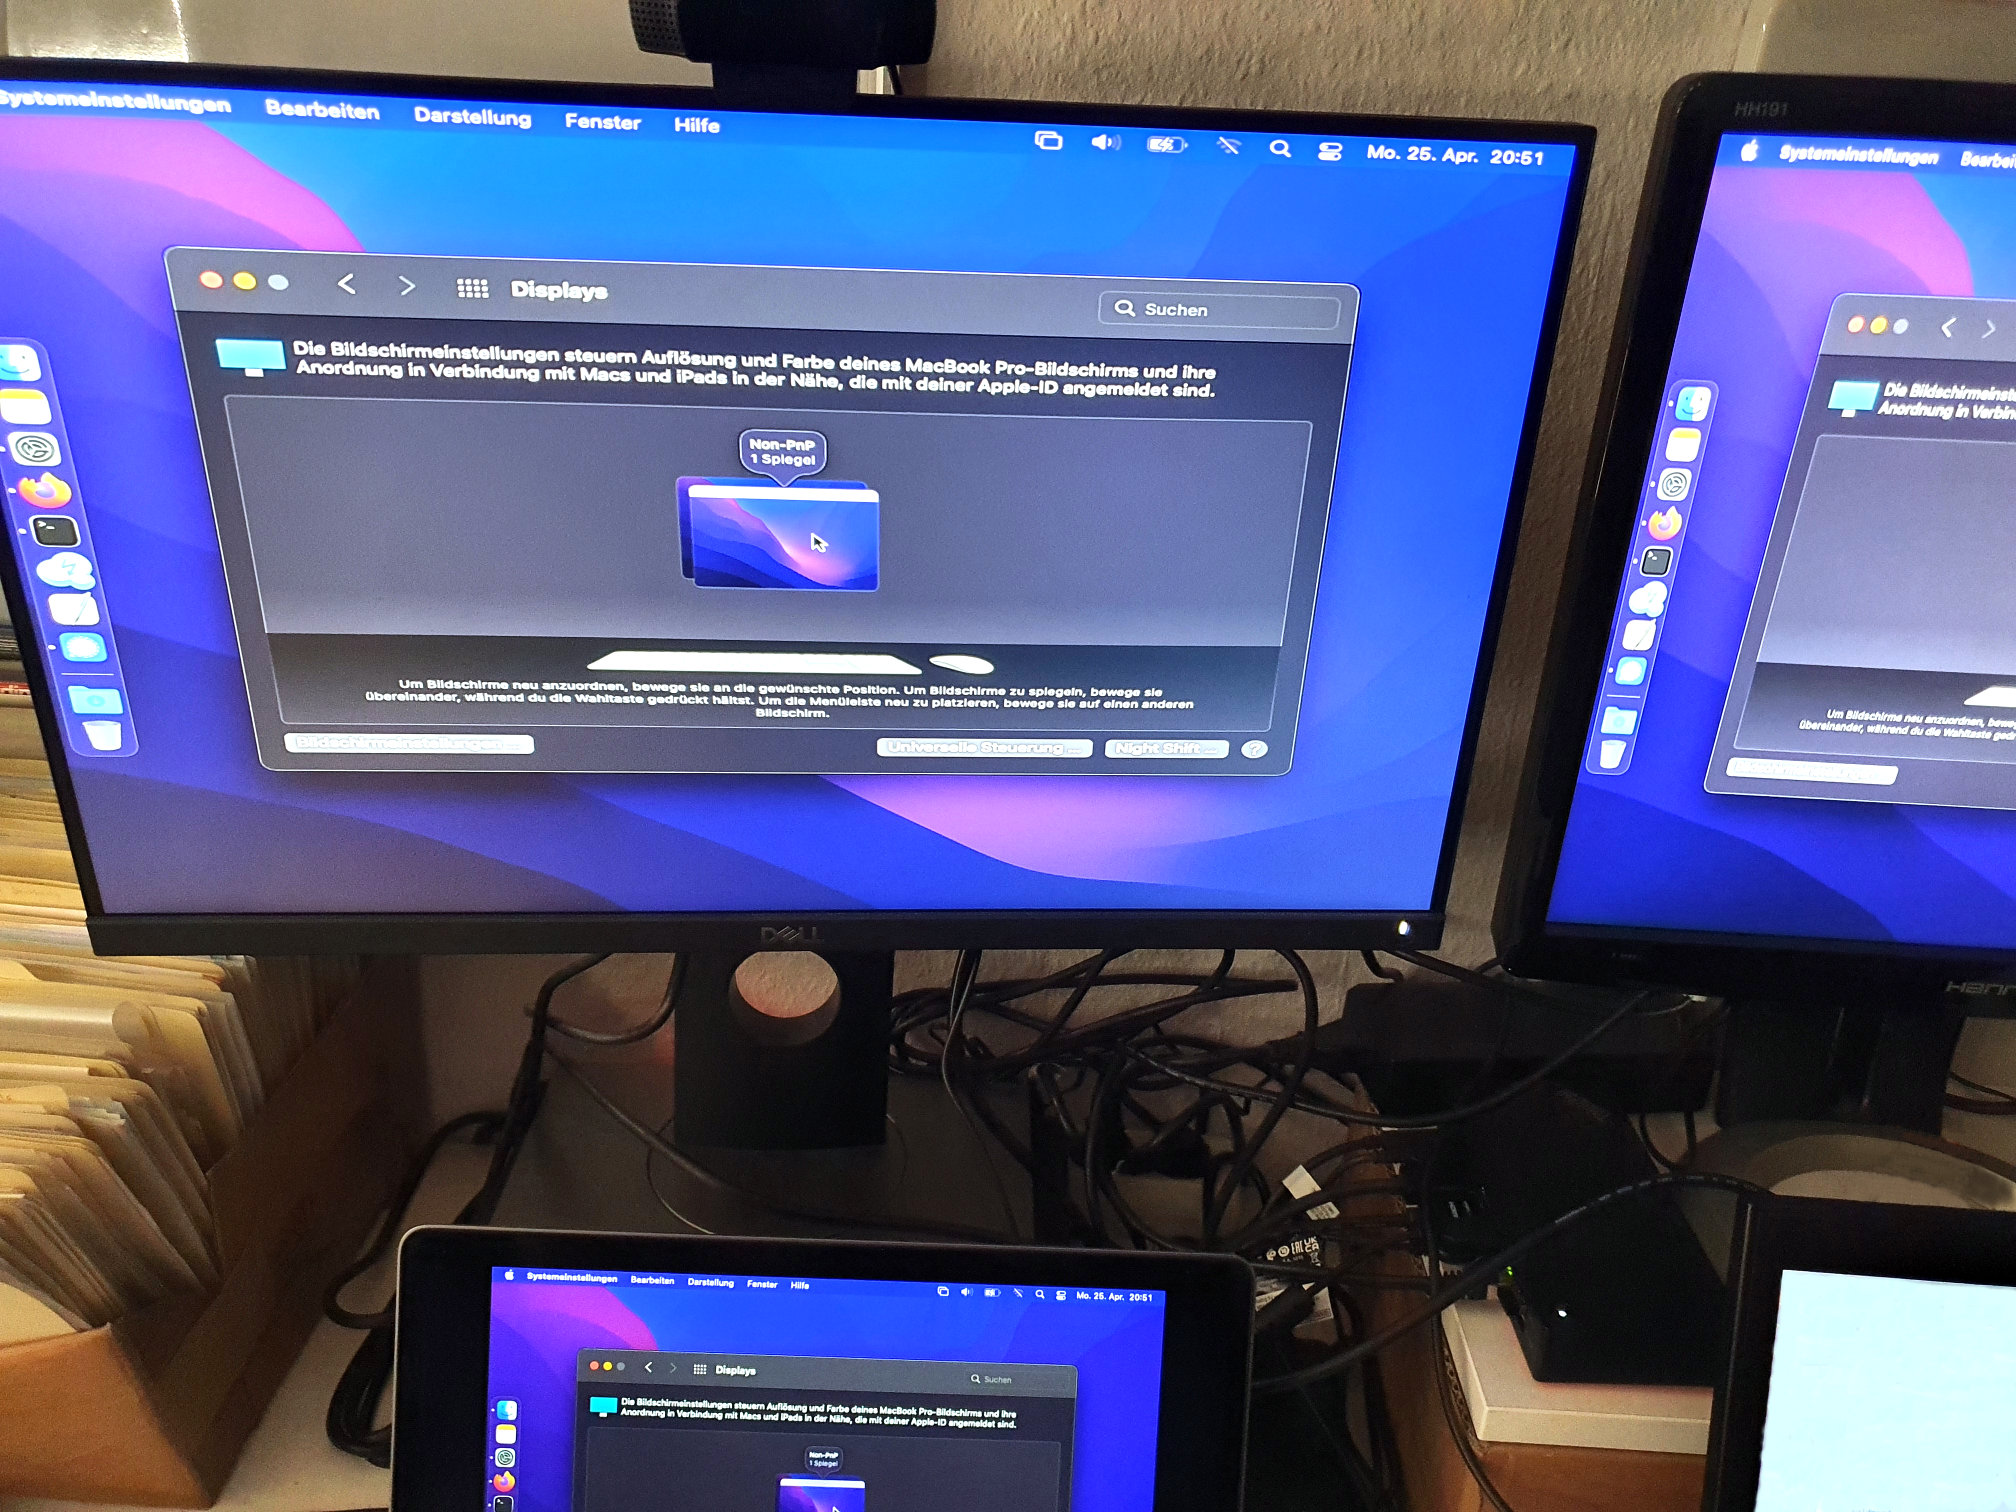 Systemeinstellungen Bearbeiten Darstellung Fenster Hilfe
Mo. 25. Apr. 20:51
Displays
Suchen
Die Bildschirmeinstellungen steuern Auflösung und Farbe deines MacBook Pro-Bildschirms und ihre
Anordnung in Verbindung mit Macs und iPads in der Nähe, die mit deiner Apple-ID angemeldet sind.
Non-PnP
1 Spiegel
Um Bildschirme neu anzuordnen, bewege sie an die gewünschte Position. Um Bildschirme zu spiegeln, bewege sie
übereinander, während du die Wahltaste gedrückt hältst. Um die Menüleiste neu zu platzieren, bewege sie auf einen anderen
Bildschirm.
Bildschirmeinstellungen ...
Universelle Steuerung ...
Night Shift ...
?
DELL
HH191
Systemeinstellungen Bearbei
Die Bildschirmeinste
Anordnung in Verbin
Um Bildschirme neu anzuordnen, bewe
übereinander, während du die Wahltaste gedr
Hann
Systemeinstellungen Bearbeiten Darstellung Fenster Hilfe
Mo. 25. Apr. 20:51
Displays
Suchen
Die Bildschirmeinstellungen steuern Auflösung und Farbe deines MacBook Pro-Bildschirms und ihre
Anordnung in Verbindung mit Macs und iPads in der Nähe, die mit deiner Apple-ID angemeldet sind.
Non-PnP
1 Spiegel